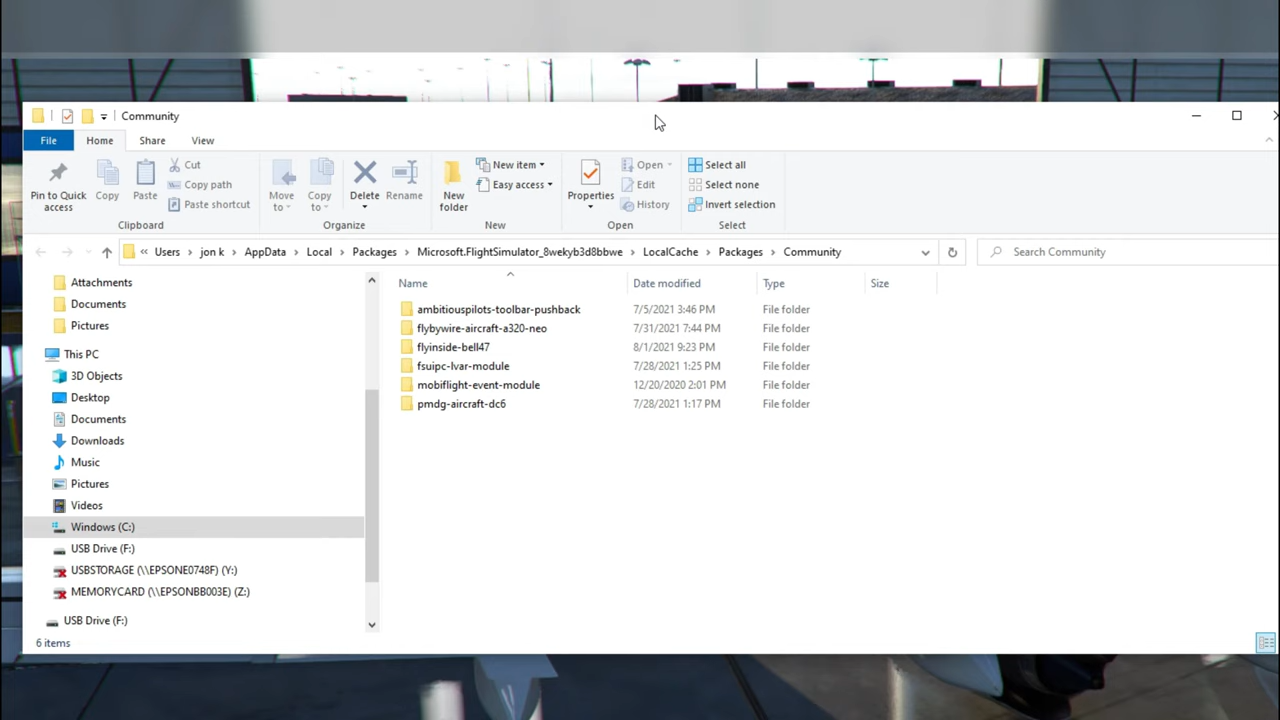 Community
File Home Share View
Pin to Quick access
Copy
Paste
Cut
Copy path
Paste shortcut
Clipboard
Move to
Copy to
Delete
Rename
Organize
New folder
New item
Easy access
New
Properties
Open
Edit
History
Open
Select all
Select none
Invert selection
Select
« Users > jon k > AppData > Local > Packages > Microsoft.FlightSimulator_8wekyb3d8bbwe > LocalCache > Packages > Community
Search Community
Attachments
Documents
Pictures
This PC
3D Objects
Desktop
Documents
Downloads
Music
Pictures
Videos
Windows (C:)
USB Drive (F:)
USBSTORAGE (\\EPSONE0748F) (Y:)
MEMORYCARD (\\EPSONBB003E) (Z:)
USB Drive (F:)
Name Date modified Type Size
ambitiouspilots-toolbar-pushback 7/5/2021 3:46 PM File folder
flybywire-aircraft-a320-neo 7/31/2021 7:44 PM File folder
flyinside-bell47 8/1/2021 9:23 PM File folder
fsuipc-lvar-module 7/28/2021 1:25 PM File folder
mobiflight-event-module 12/20/2020 2:01 PM File folder
pmdg-aircraft-dc6 7/28/2021 1:17 PM File folder
6 items